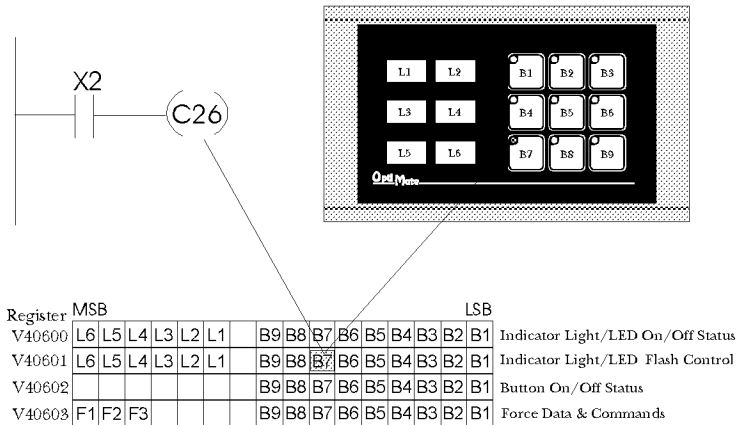 X2
C26
L1 L2 B1 B2 B3
L3 L4 B4 B5 B6
L5 L6 B7 B8 B9
Opti Mate
Register MSB LSB
V40600 L6 L5 L4 L3 L2 L1 B9 B8 B7 B6 B5 B4 B3 B2 B1 Indicator Light/LED On/Off Status
V40601 L6 L5 L4 L3 L2 L1 B9 B8 B7 B6 B5 B4 B3 B2 B1 Indicator Light/LED Flash Control
V40602 B9 B8 B7 B6 B5 B4 B3 B2 B1 Button On/Off Status
V40603 F1 F2 F3 B9 B8 B7 B6 B5 B4 B3 B2 B1 Force Data & Commands